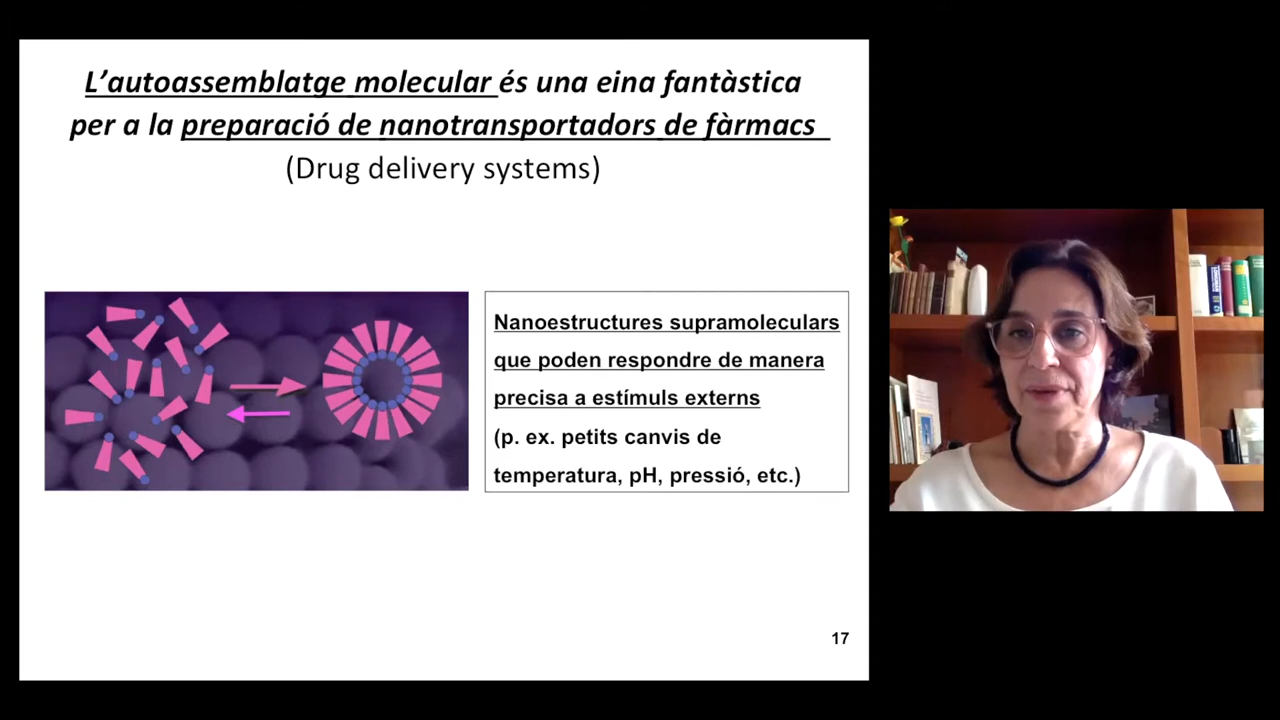 L’autoassemblatge molecular és una eina fantàstica
per a la preparació de nanotransportadors de fàrmacs
(Drug delivery systems)
Nanoestructures supramoleculars
que poden respondre de manera
precisa a estímuls externs
(p. ex. petits canvis de
temperatura, pH, pressió, etc.)
17